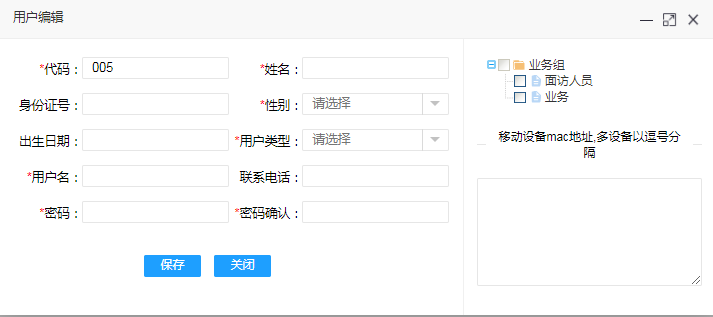 用户编辑
*代码： 005 *姓名：
身份证号： *性别： 请选择
出生日期： *用户类型： 请选择
*用户名： 联系电话：
*密码： *密码确认：
保存 关闭
业务组
面访人员
业务
移动设备mac地址,多设备以逗号分
隔